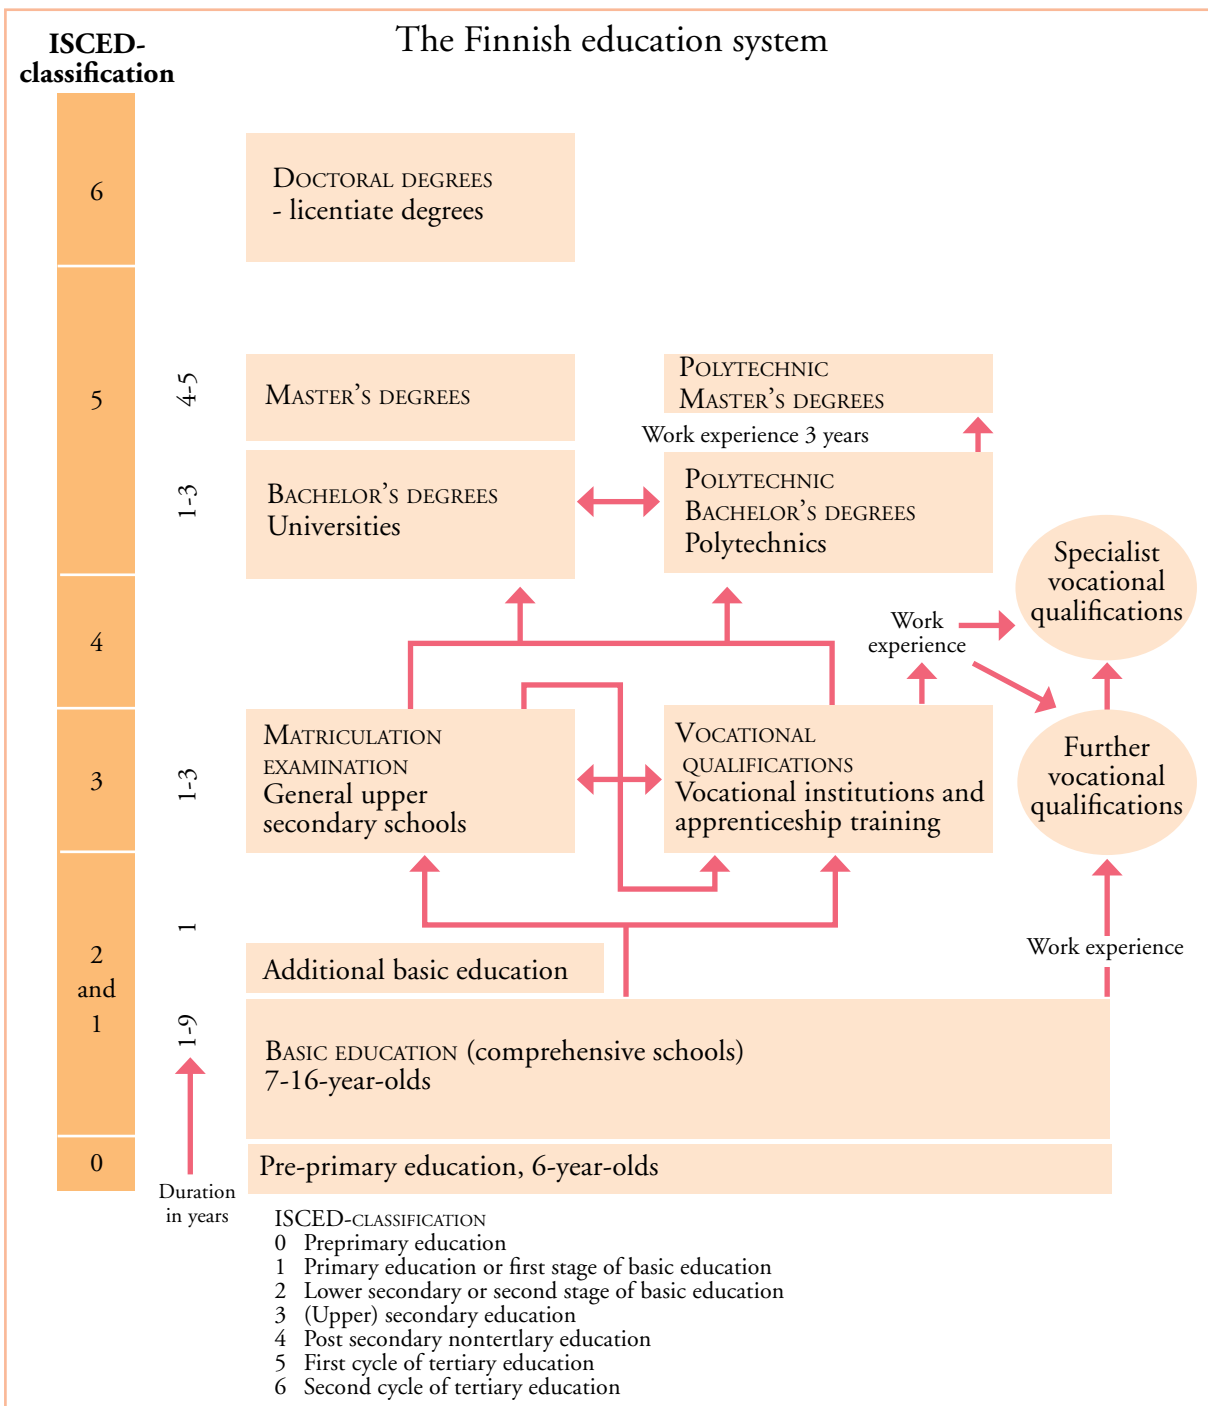 The Finnish education system
ISCED-
classification
6
DOCTORAL DEGREES
- licentiate degrees
5
4-5
MASTER'S DEGREES
POLYTECHNIC
MASTER'S DEGREES
Work experience 3 years
1-3
BACHELOR'S DEGREES
Universities
POLYTECHNIC
BACHELOR'S DEGREES
Polytechnics
Specialist
vocational
qualifications
4
Work
experience
3
1-3
MATRICULATION
EXAMINATION
General upper
secondary schools
VOCATIONAL
QUALIFICATIONS
Vocational institutions and
apprenticeship training
Further
vocational
qualifications
2
and
1
1
Additional basic education
Work experience
1-9
BASIC EDUCATION (comprehensive schools)
7-16-year-olds
0
Pre-primary education, 6-year-olds
Duration
in years
ISCED-CLASSIFICATION
0 Preprimary education
1 Primary education or first stage of basic education
2 Lower secondary or second stage of basic education
3 (Upper) secondary education
4 Post secondary nontertlary education
5 First cycle of tertiary education
6 Second cycle of tertiary education